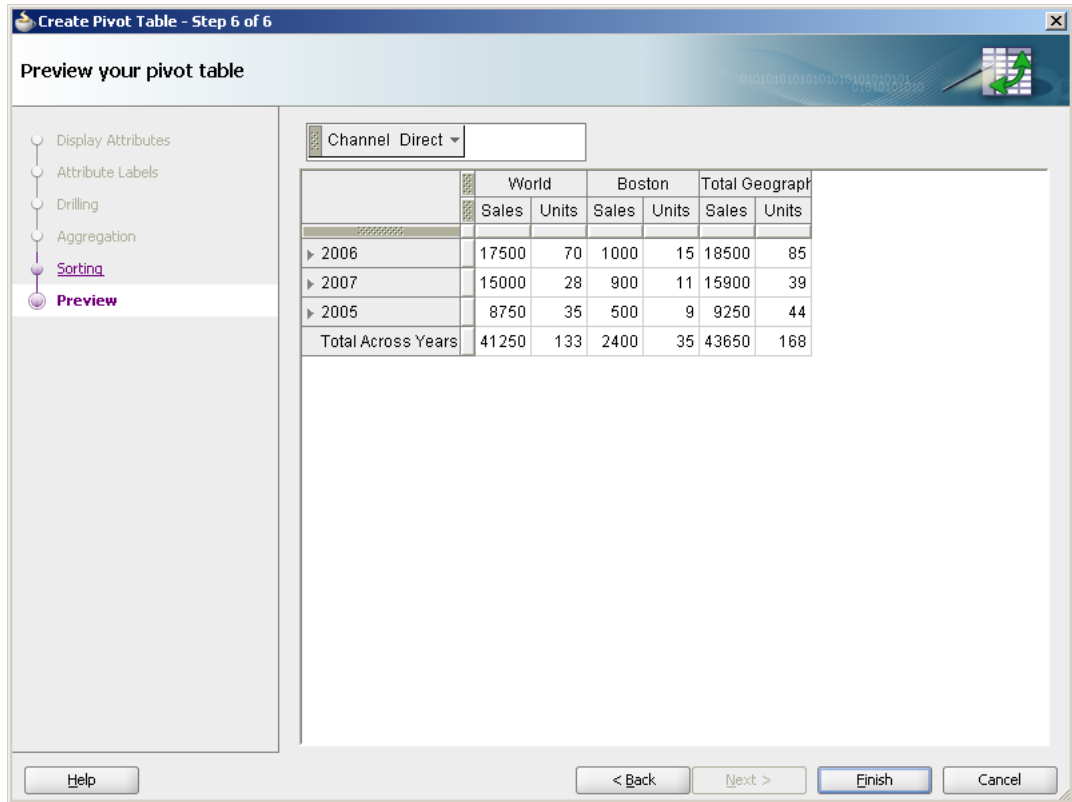 Create Pivot Table - Step 6 of 6
Preview your pivot table
Display Attributes
Attribute Labels
Drilling
Aggregation
Sorting
Preview
Channel Direct
World Boston Total Geograph
Sales Units Sales Units Sales Units
2006 17500 70 1000 15 18500 85
2007 15000 28 900 11 15900 39
2005 8750 35 500 9 9250 44
Total Across Years 41250 133 2400 35 43650 168
Help < Back Next > Finish Cancel